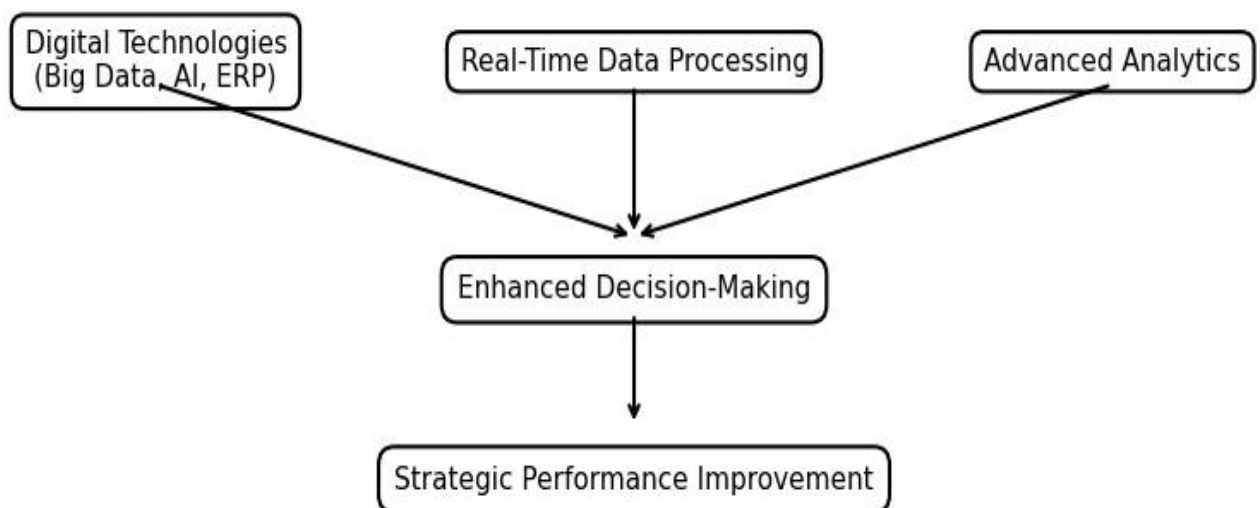 Digital Technologies
(Big Data, AI, ERP)
Real-Time Data Processing
Advanced Analytics
Enhanced Decision-Making
Strategic Performance Improvement